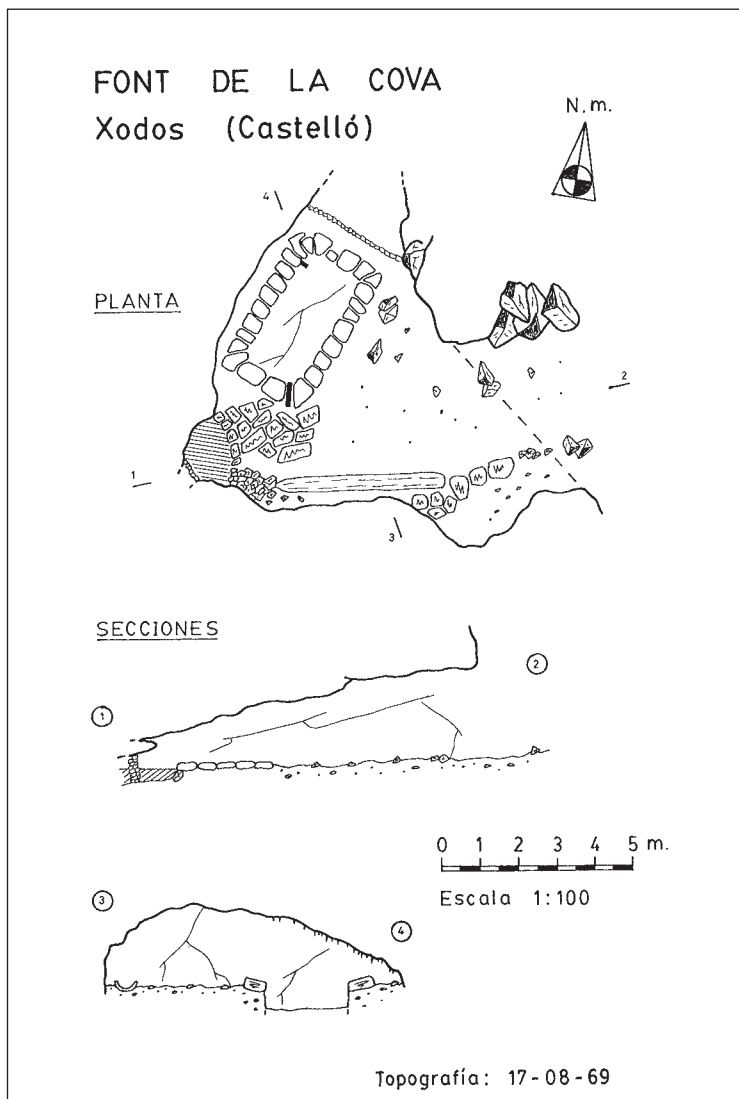 FONT DE LA COVA
Xodos (Castelló)
N.m.
4
PLANTA
2
1
3
SECCIONES
2
1
0 1 2 3 4 5 m.
Escala 1:100
3
4
Topografía: 17-08-69